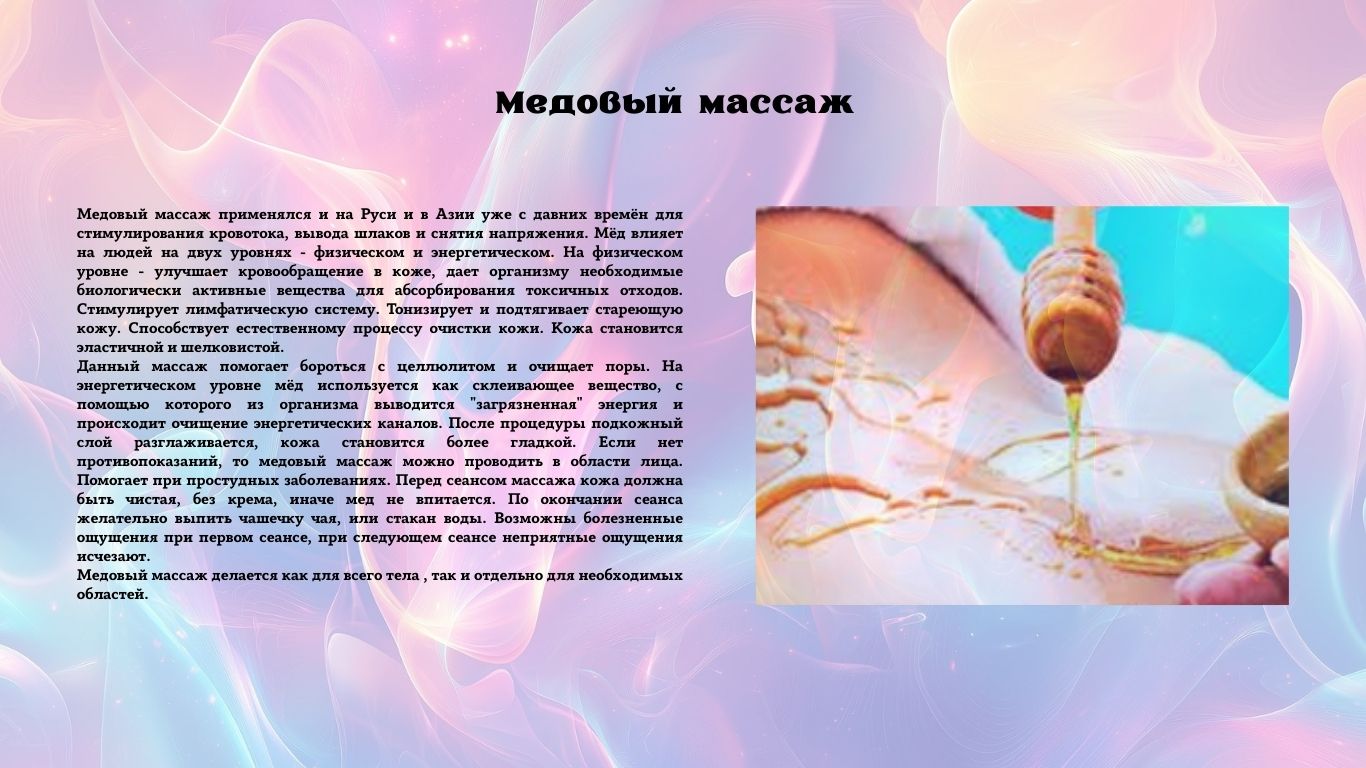 Медовый массаж
Медовый массаж применялся и на Руси и в Азии уже с давних времён для
стимулирования кровотока, вывода шлаков и снятия напряжения. Мёд влияет
на людей на двух уровнях - физическом и энергетическом. На физическом
уровне - улучшает кровообращение в коже, дает организму необходимые
биологически активные вещества для абсорбирования токсичных отходов.
Стимулирует лимфатическую систему. Тонизирует и подтягивает стареющую
кожу. Способствует естественному процессу очистки кожи. Кожа становится
эластичной и шелковистой.
Данный массаж помогает бороться с целлюлитом и очищает поры. На
энергетическом уровне мёд используется как склеивающее вещество, с
помощью которого из организма выводится "загрязненная" энергия и
происходит очищение энергетических каналов. После процедуры подкожный
слой разглаживается, кожа становится более гладкой. Если нет
противопоказаний, то медовый массаж можно проводить в области лица.
Помогает при простудных заболеваниях. Перед сеансом массажа кожа должна
быть чистая, без крема, иначе мед не впитается. По окончании сеанса
желательно выпить чашечку чая, или стакан воды. Возможны болезненные
ощущения при первом сеансе, при следующем сеансе неприятные ощущения
исчезают.
Медовый массаж делается как для всего тела , так и отдельно для необходимых
областей.